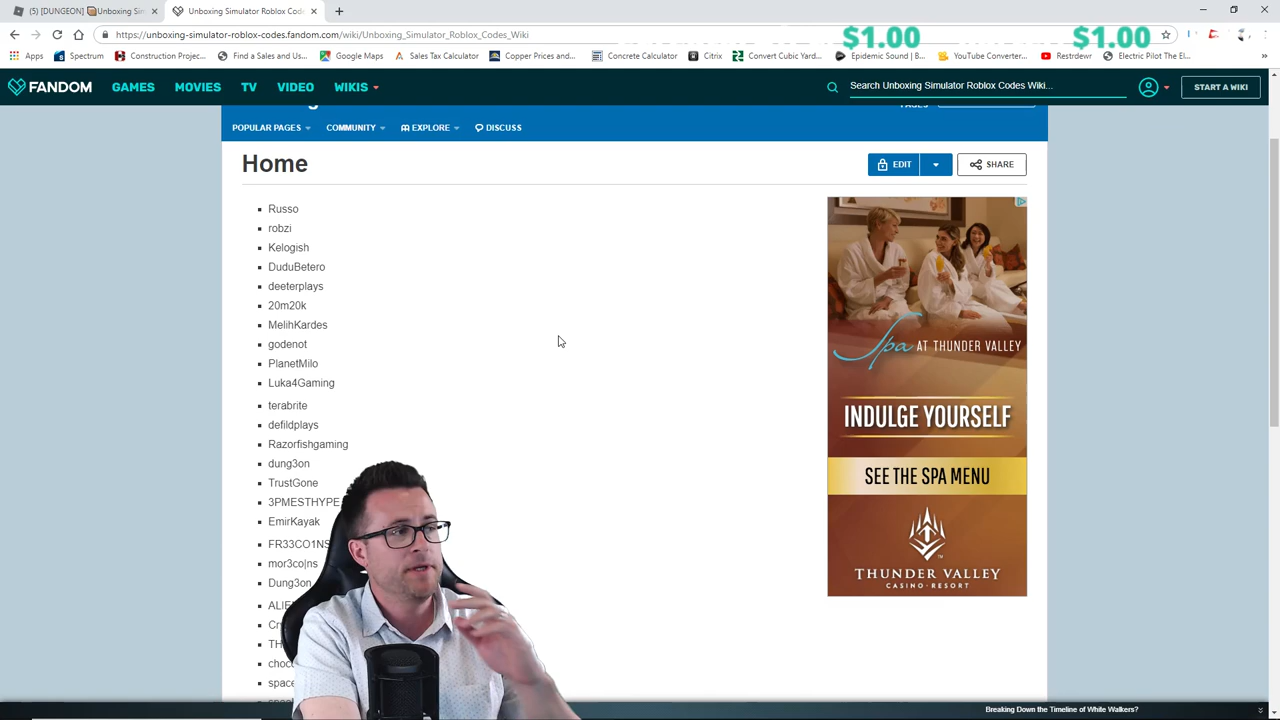 (5) [DUNGEON] Unboxing Sim
Unboxing Simulator Roblox Codes
https://unboxing-simulator-roblox-codes.fandom.com/wiki/Unboxing_Simulator_Roblox_Codes_Wiki
$1.00
$1.00
Apps
Spectrum
Construction Projec...
Find a Sales and Us...
Google Maps
Sales Tax Calculator
Copper Prices and...
Concrete Calculator
Citrix
Convert Cubic Yard...
Epidemic Sound | B...
YouTube Converter...
Restrdewr
Electric Pilot The El...
FANDOM
GAMES
MOVIES
TV
VIDEO
WIKIS
Search Unboxing Simulator Roblox Codes Wiki...
START A WIKI
PAGES
POPULAR PAGES
COMMUNITY
EXPLORE
DISCUSS
Home
EDIT
SHARE
Russo
robzi
Kelogish
DuduBetero
deeterplays
20m20k
MelihKardes
godenot
PlanetMilo
Luka4Gaming
terabrite
defildplays
Razorfishgaming
dung3on
TrustGone
3PMESTHYPE
EmirKayak
FR33CO1NS
mor3co|ns
Dung3on
Spa AT THUNDER VALLEY
INDULGE YOURSELF
SEE THE SPA MENU
THUNDER VALLEY
CASINO · RESORT
Breaking Down the Timeline of White Walkers?